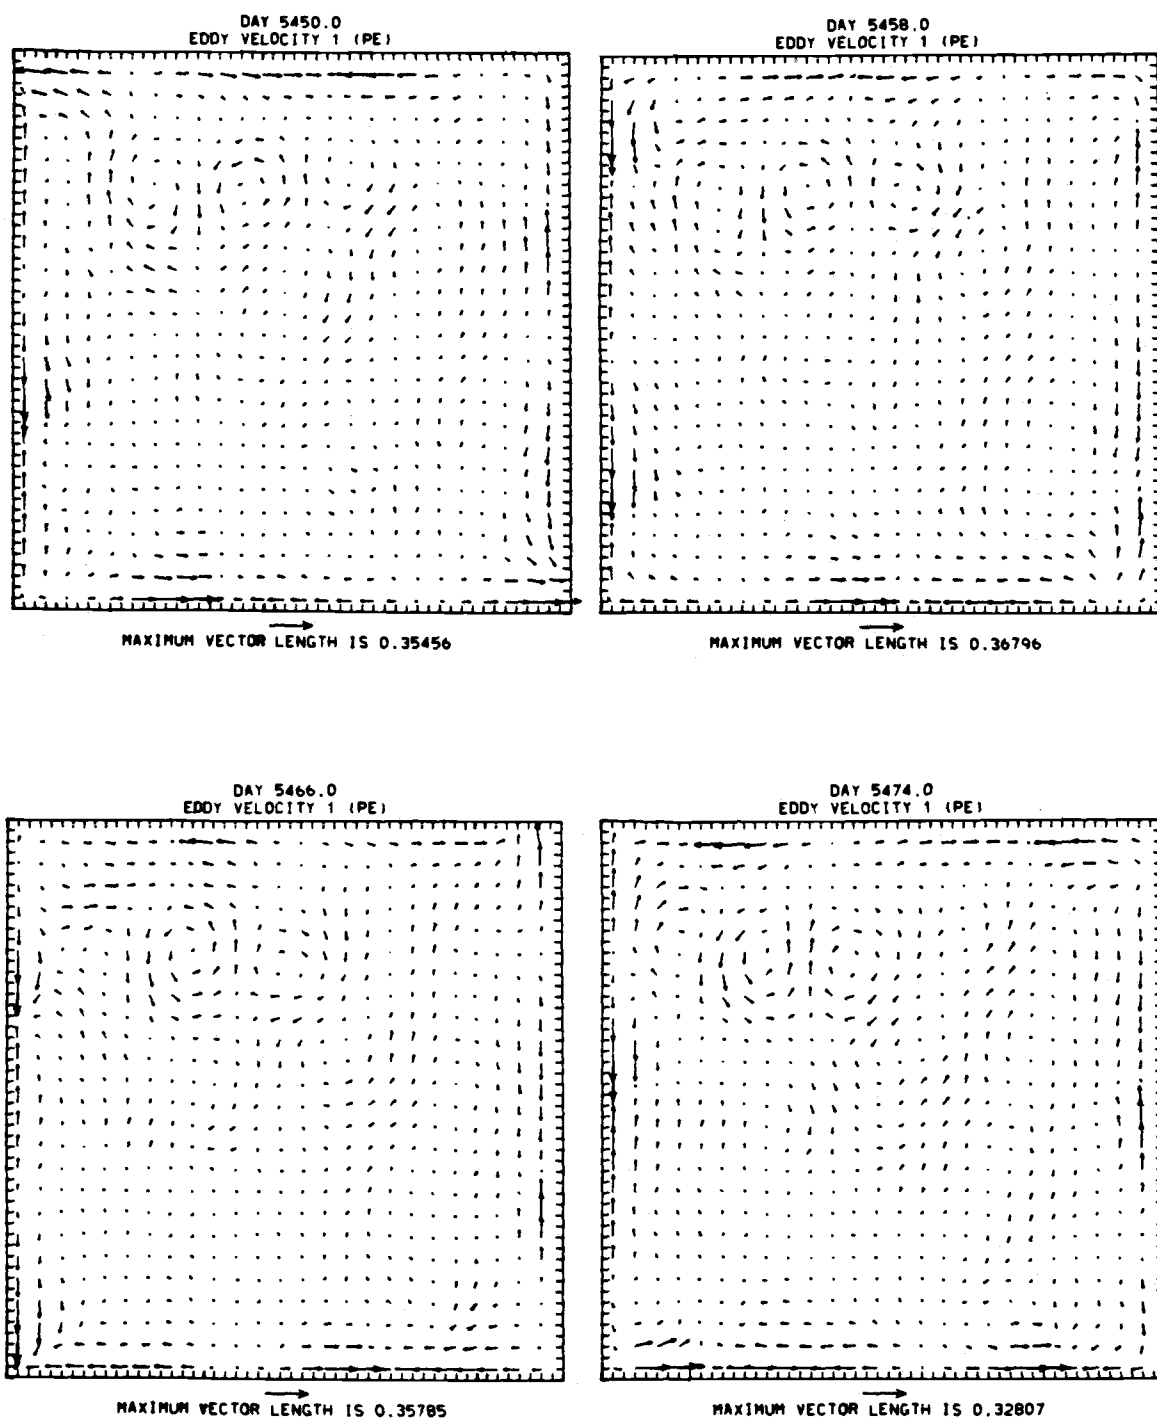 DAY 5450.0
EDDY VELOCITY 1 (PE)
MAXIMUM VECTOR LENGTH IS 0.35456
DAY 5458.0
EDDY VELOCITY 1 (PE)
MAXIMUM VECTOR LENGTH IS 0.36796
DAY 5466.0
EDDY VELOCITY 1 (PE)
MAXIMUM VECTOR LENGTH IS 0.35785
DAY 5474.0
EDDY VELOCITY 1 (PE)
MAXIMUM VECTOR LENGTH IS 0.32807